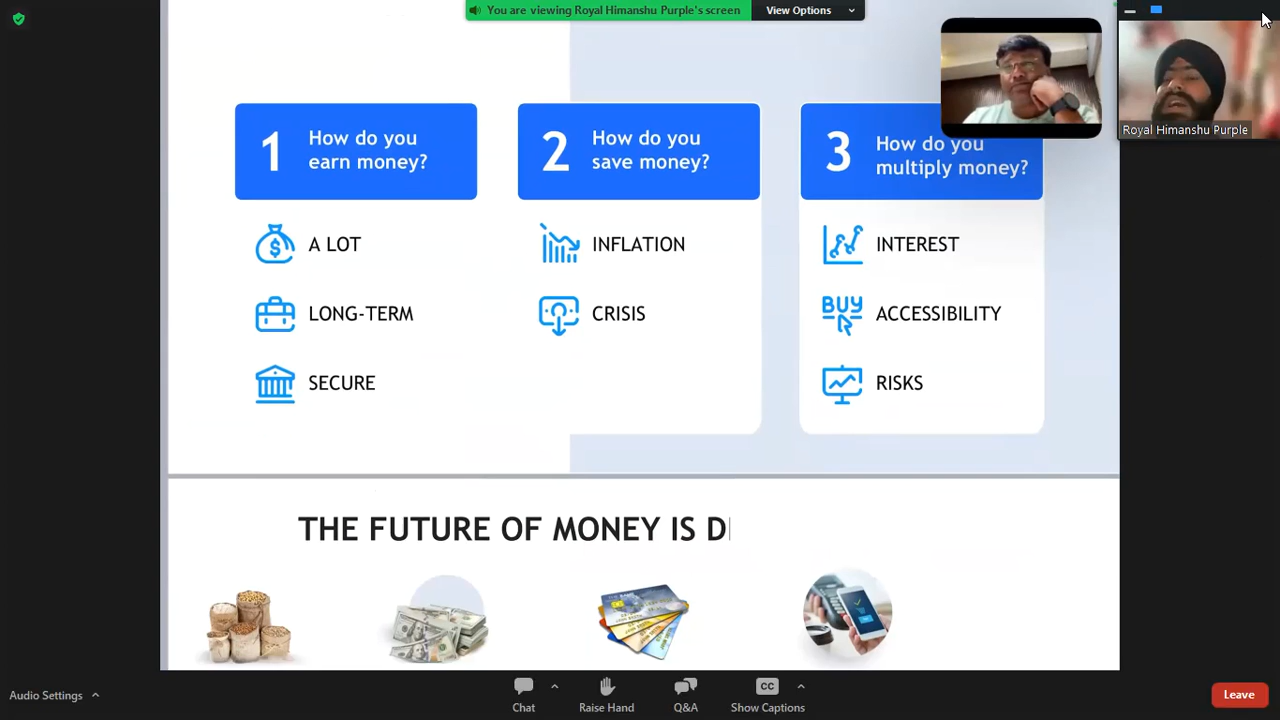 You are viewing Royal Himanshu Purple's screen
View Options
Royal Himanshu Purple
1
How do you
earn money?
A LOT
LONG-TERM
SECURE
2
How do you
save money?
INFLATION
CRISIS
3
How do you
multiply money?
INTEREST
BUY
ACCESSIBILITY
RISKS
THE FUTURE OF MONEY IS D
Audio Settings
Chat
Raise Hand
Q&A
CC
Show Captions
Leave